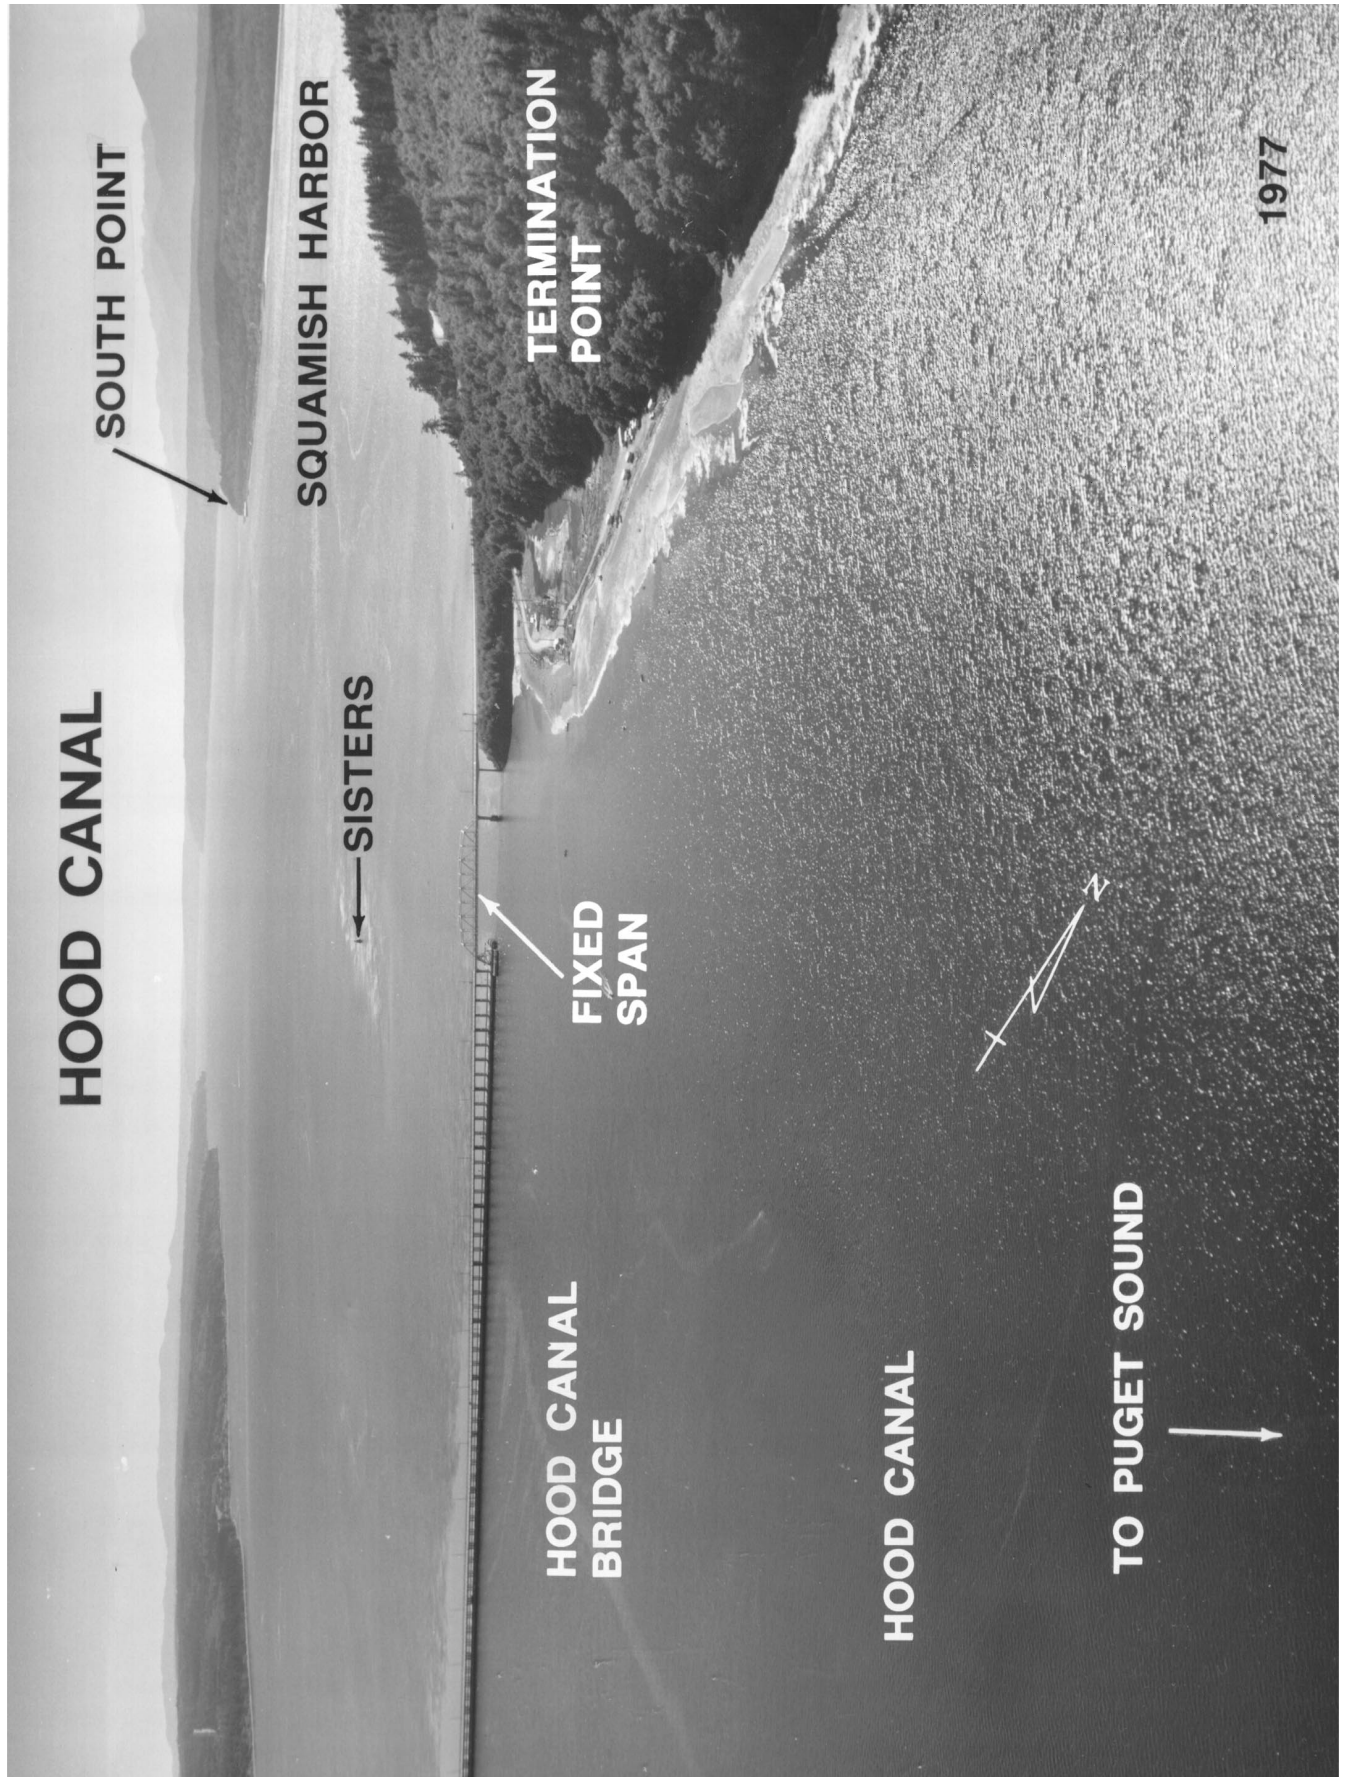 HOOD CANAL
SOUTH POINT
SQUAMISH HARBOR
SISTERS
TERMINATION
POINT
FIXED
SPAN
HOOD CANAL
BRIDGE
HOOD CANAL
N
TO PUGET SOUND
1977